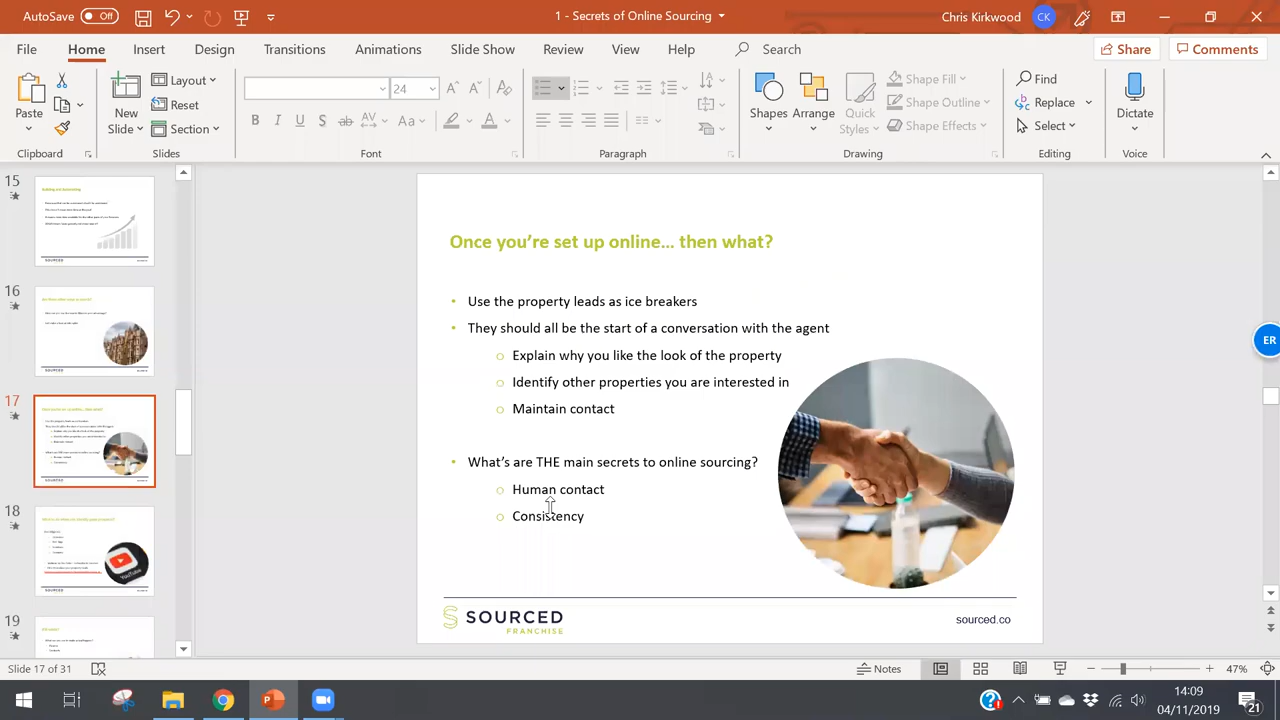 AutoSave Off
1 - Secrets of Online Sourcing
Chris Kirkwood CK
File Home Insert Design Transitions Animations Slide Show Review View Help Search Share Comments
Paste
New Slide
Layout
Reset
Section
24
Shapes
Arrange
Quick Styles
Shape Fill
Shape Outline
Shape Effects
Find
Replace
Select
Dictate
Clipboard Slides Font Paragraph Drawing Editing Voice
15
SOURCED
16
SOURCED
17
SOURCED
18
YouTube
SOURCED
19
Once you're set up online... then what?
• Use the property leads as ice breakers
• They should all be the start of a conversation with the agent
o Explain why you like the look of the property
o Identify other properties you are interested in
o Maintain contact
• What's are THE main secrets to online sourcing?
o Human contact
o Consistency
SOURCED
FRANCHISE
sourced.co
ER
Slide 17 of 31
Notes
47%
14:09
04/11/2019
21